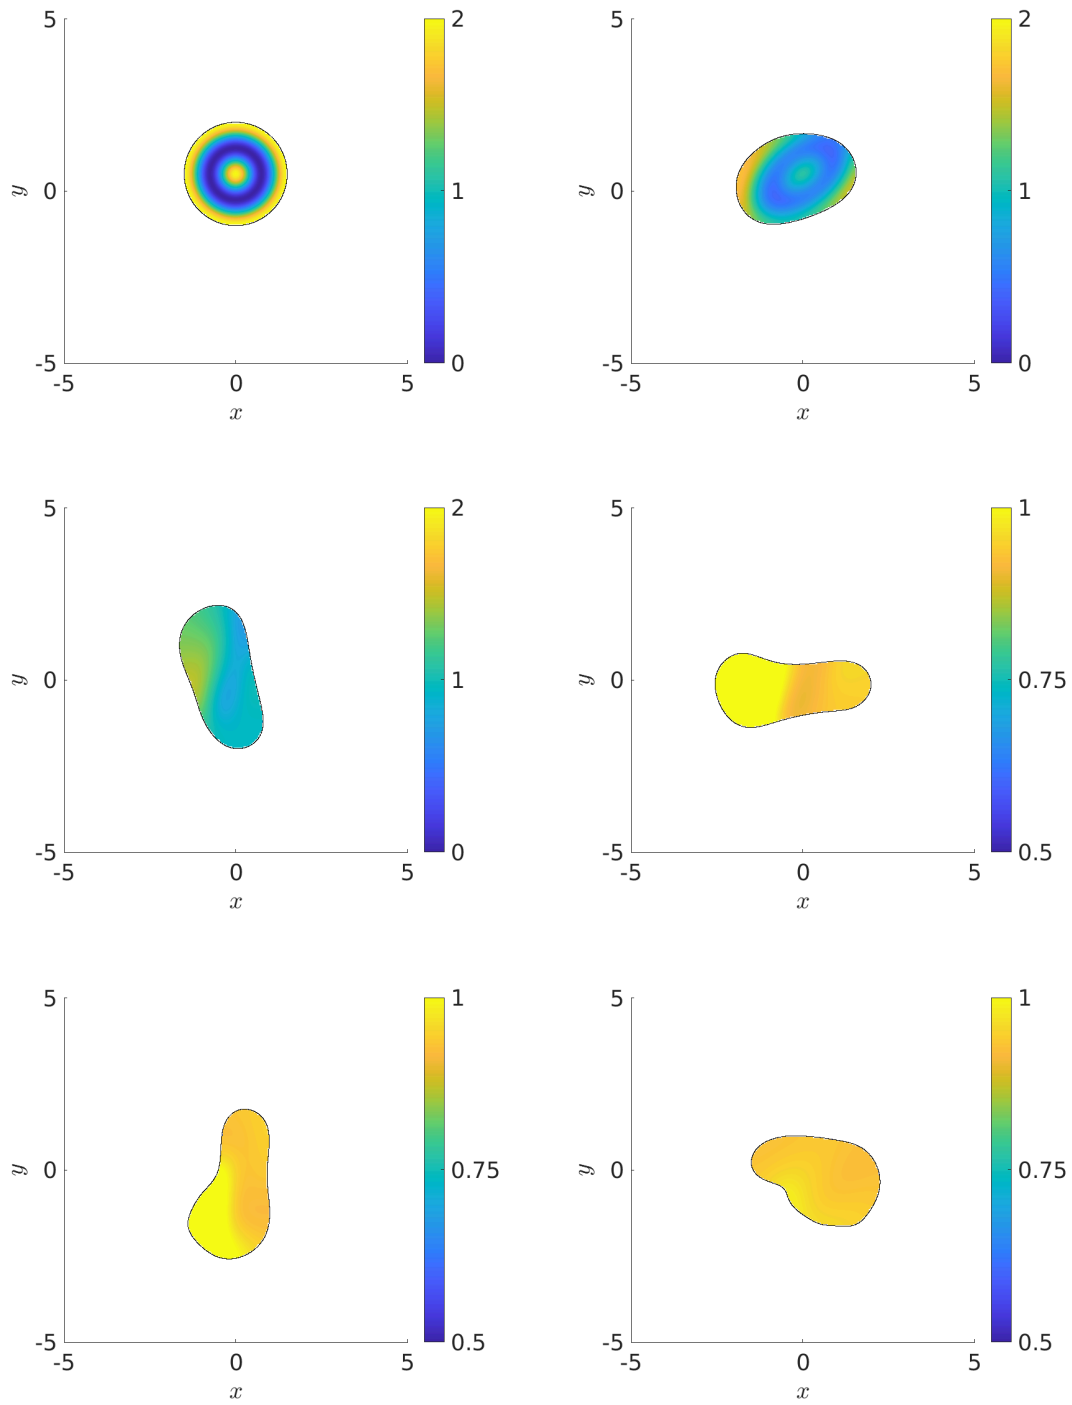 5 2 5 2
y 0 1 y 0 1
-5 0 -5 0
-5 0 5 -5 0 5
x x
5 2 5 1
y 0 1 y 0 0.75
-5 0 -5 0.5
-5 0 5 -5 0 5
x x
5 1 5 1
y 0 0.75 y 0 0.75
-5 0.5 -5 0.5
-5 0 5 -5 0 5
x x